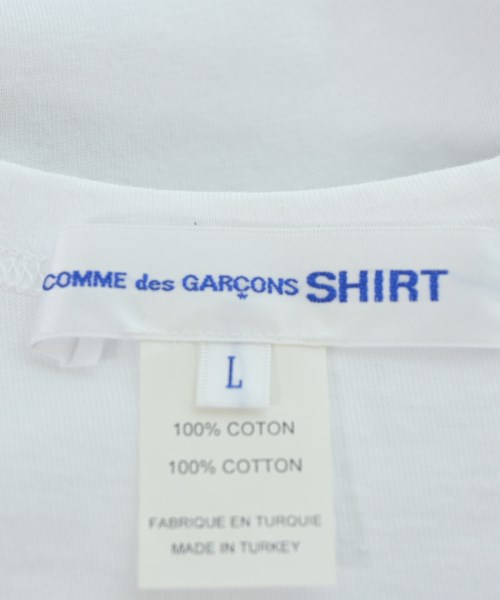 COMME des GARÇONS SHIRT
L
100% COTON
100% COTTON
FABRIQUE EN TURQUIE
MADE IN TURKEY